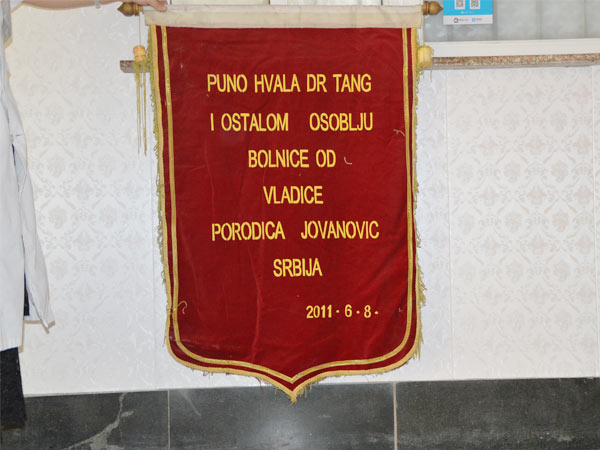 PUNO HVALA DR TANG
I OSTALOM OSOBLJU
BOLNICE OD
VLADICE
PORODICA JOVANOVIC
SRBIJA
2011·6·8·